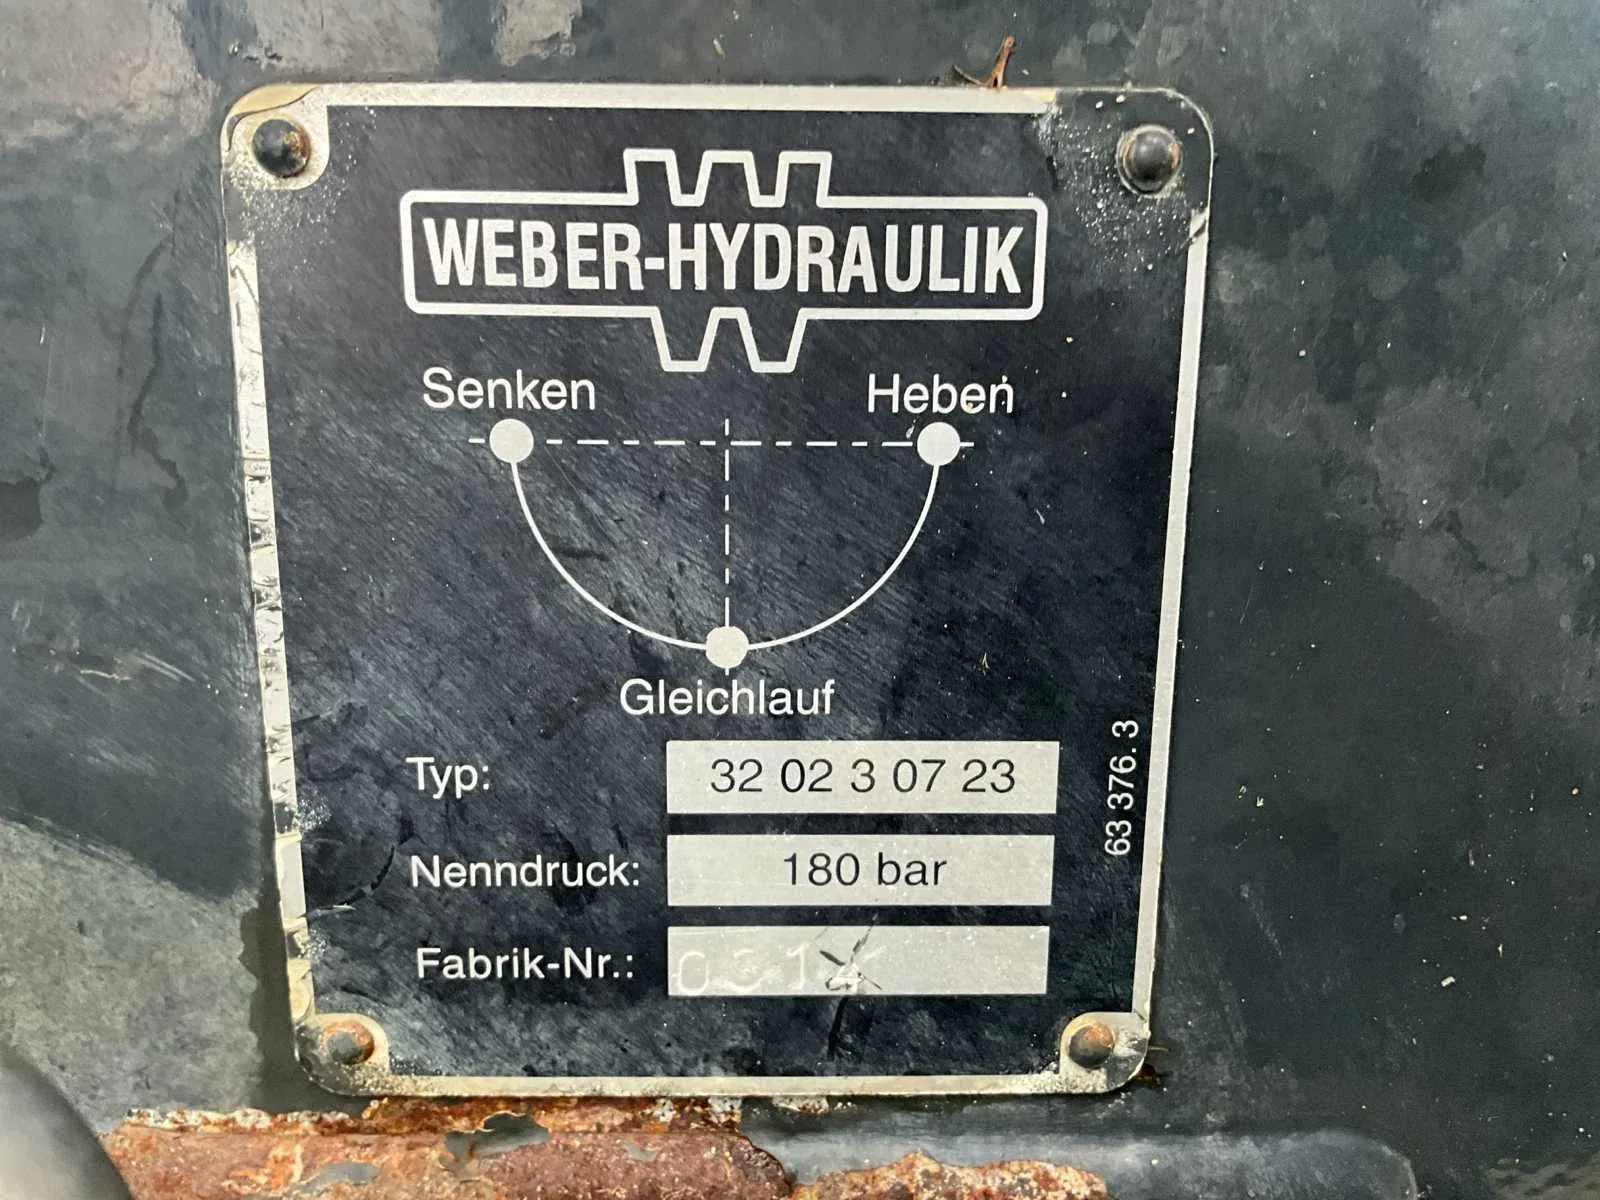 WEBER-HYDRAULIK
Senken
Heben
Gleichlauf
Typ: 32 02 3 07 23
Nenndruck: 180 bar
Fabrik-Nr.:
63 376. 3